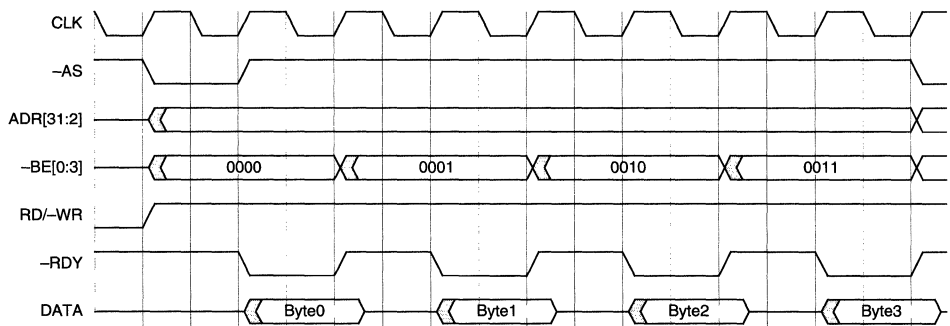 CLK
–AS
ADR[31:2]
–BE[0:3] 0000 0001 0010 0011
RD/–WR
–RDY
DATA Byte0 Byte1 Byte2 Byte3